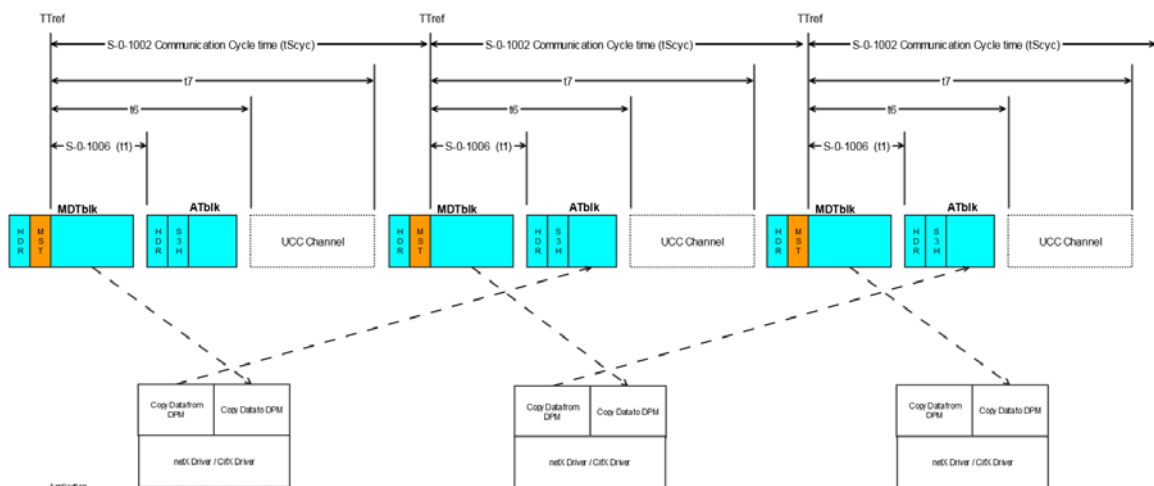 TTref TTref TTref
S-0-1002 Communication Cycle time (tScyc) S-0-1002 Communication Cycle time (tScyc) S-0-1002 Communication Cycle time (tScyc)
t7 t7 t7
t6 t6 t6
S-0-1006 (t1) S-0-1006 (t1) S-0-1006 (t1)
MDTblk ATblk MDTblk ATblk MDTblk ATblk
HDR MST HDR S3H UCC Channel HDR MST HDR S3H UCC Channel HDR MST HDR S3H UCC Channel
Copy Data from DPM Copy Data to DPM Copy Data from DPM Copy Data to DPM Copy Data from DPM Copy Data to DPM
netX Driver / CifX Driver netX Driver / CifX Driver netX Driver / CifX Driver
Application